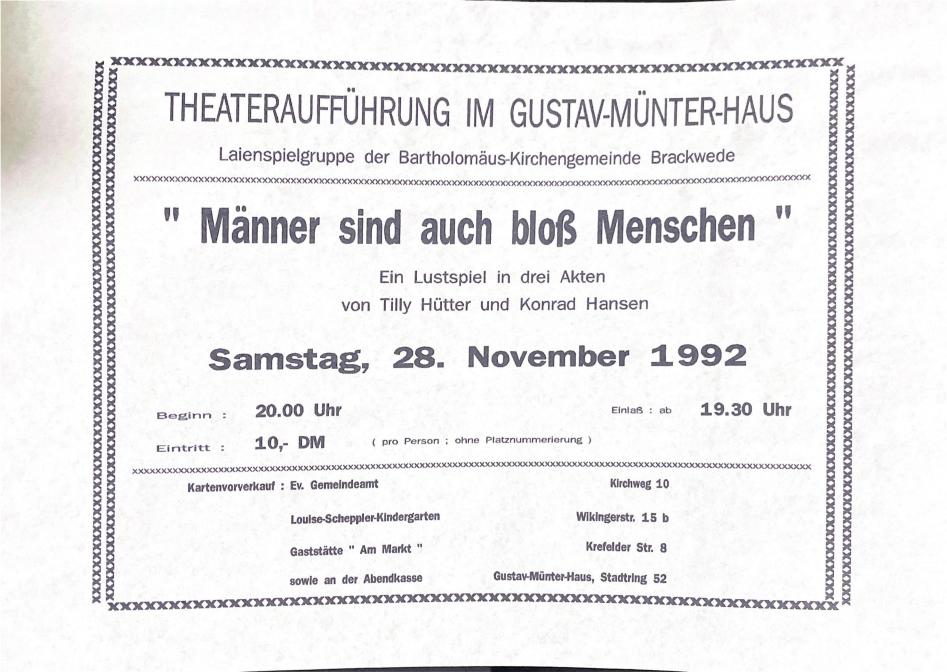 THEATERAUFFÜHRUNG IM GUSTAV-MÜNTER-HAUS
Laienspielgruppe der Bartholomäus-Kirchengemeinde Brackwede
" Männer sind auch bloß Menschen "
Ein Lustspiel in drei Akten
von Tilly Hütter und Konrad Hansen
Samstag, 28. November 1992
Beginn : 20.00 Uhr Einlaß : ab 19.30 Uhr
Eintritt : 10,- DM ( pro Person ; ohne Platznummerierung )
Kartenvorverkauf : Ev. Gemeindeamt Kirchweg 10
Louise-Scheppler-Kindergarten Wikingerstr. 15 b
Gaststätte " Am Markt " Krefelder Str. 8
sowie an der Abendkasse Gustav-Münter-Haus, Stadtring 52